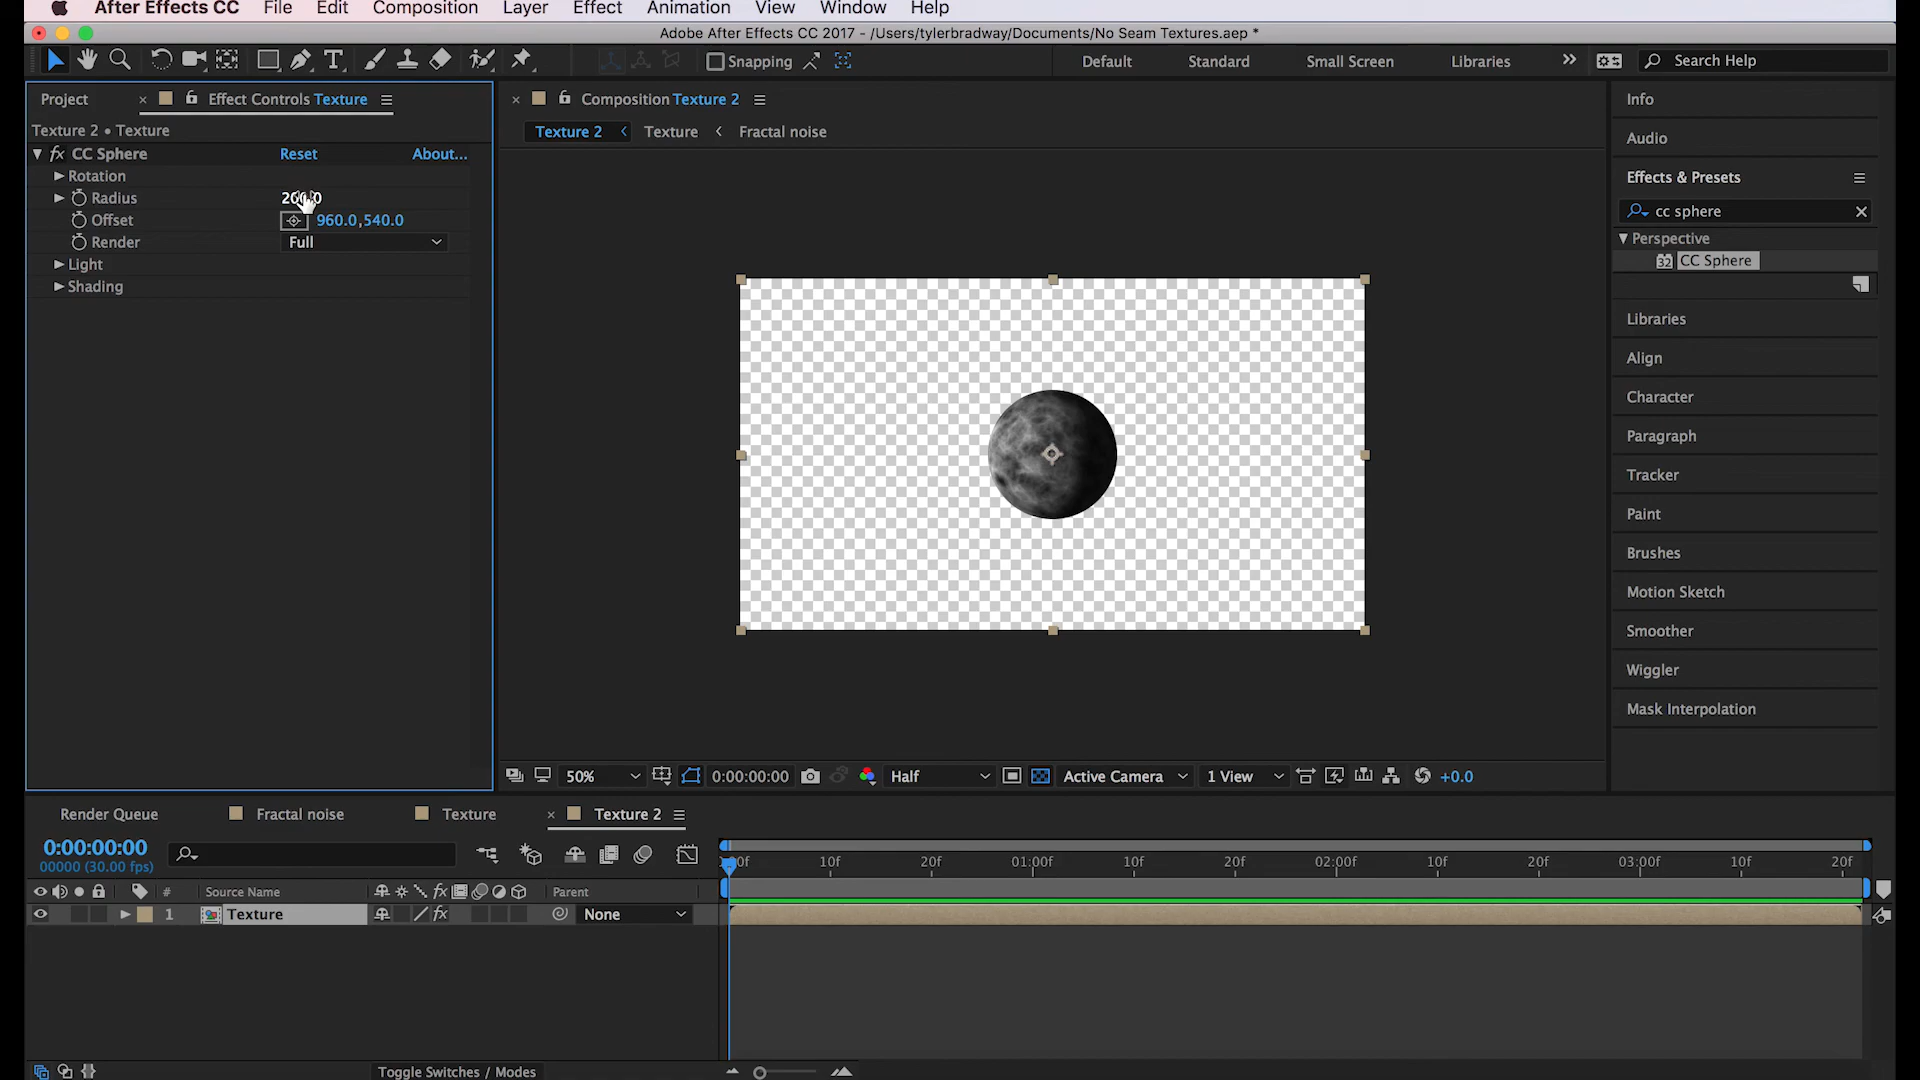 After Effects CC File Edit Composition Layer Effect Animation View Window Help
Adobe After Effects CC 2017 - /Users/tylerbradway/Documents/No Seam Textures.aep *
Snapping Default Standard Small Screen Libraries Search Help
Project Effect Controls Texture
Texture 2 • Texture
CC Sphere Reset About...
Rotation
Radius
Offset 960.0,540.0
Render Full
Light
Shading
Composition Texture 2
Texture 2 Texture Fractal noise
Info
Audio
Effects & Presets
cc sphere
Perspective
32 CC Sphere
Libraries
Align
Character
Paragraph
Tracker
Paint
Brushes
Motion Sketch
Smoother
Wiggler
Mask Interpolation
50% 0:00:00:00 Half Active Camera 1 View +0.0
Render Queue Fractal noise Texture Texture 2
0:00:00:00
00000 (30.00 fps)
10f 20f 01:00f 10f 20f 02:00f 10f 20f 03:00f 10f 20f
# Source Name fx Parent
1 Texture fx None
Toggle Switches / Modes